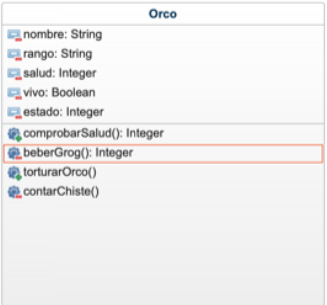 Orco
nombre: String
rango: String
salud: Integer
vivo: Boolean
estado: Integer
comprobarSalud(): Integer
beberGrog(): Integer
torturarOrco()
contarChiste()